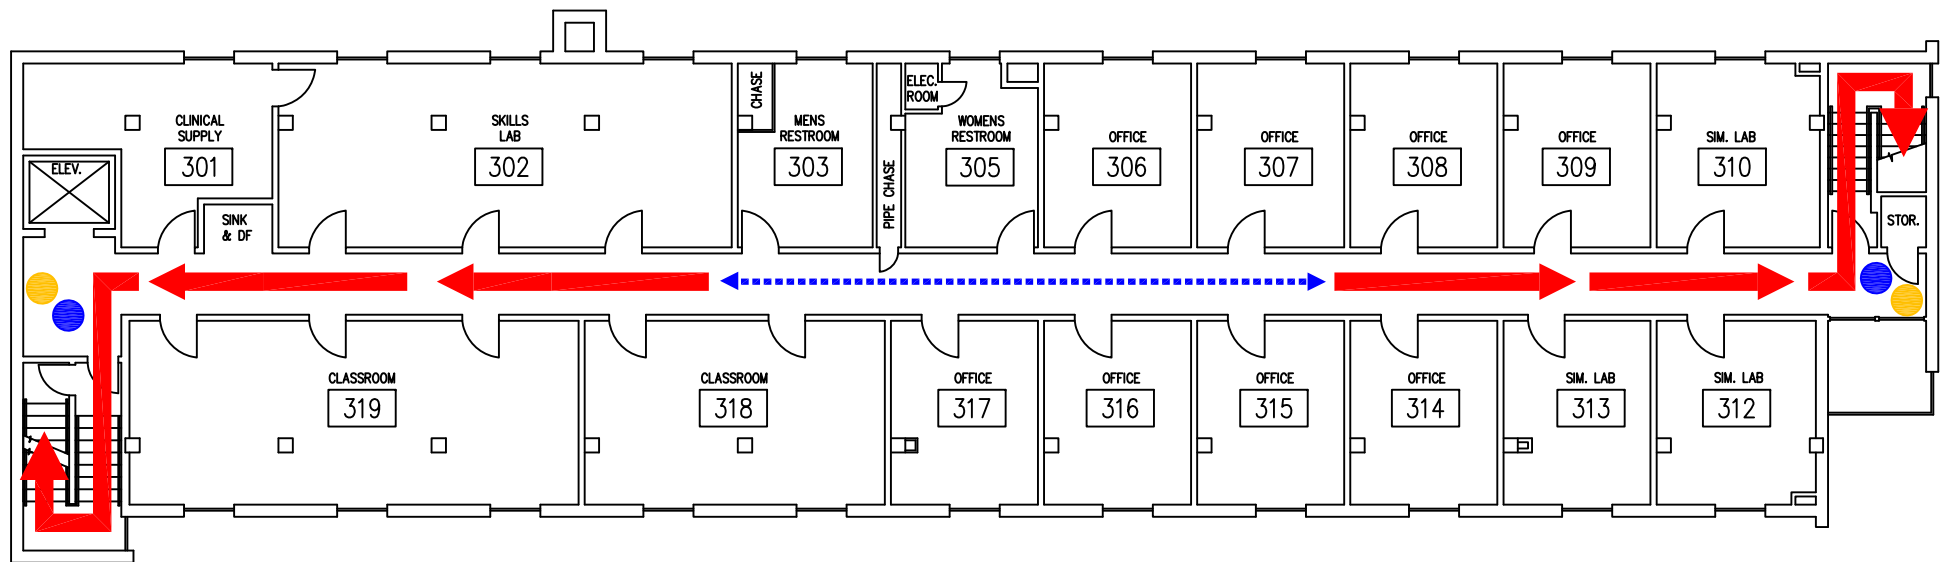 CLINICAL
SUPPLY
301
ELEV.
SINK
& DF
SKILLS
LAB
302
CHASE
MENS
RESTROOM
303
PIPE CHASE
ELEC.
ROOM
WOMENS
RESTROOM
305
OFFICE
306
OFFICE
307
OFFICE
308
OFFICE
309
SIM. LAB
310
STOR.
CLASSROOM
319
CLASSROOM
318
OFFICE
317
OFFICE
316
OFFICE
315
OFFICE
314
SIM. LAB
313
SIM. LAB
312